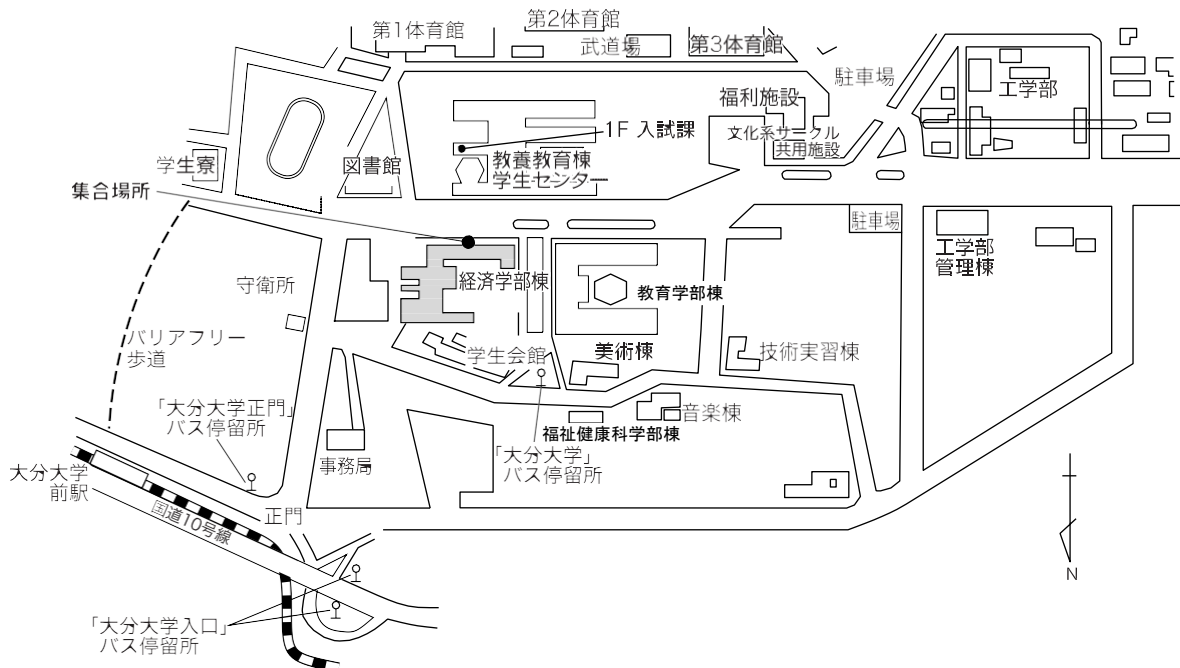 第1体育館
第2体育館
武道場
第3体育館
駐車場
工学部
福利施設
文化系サークル
共用施設
1F 入試課
教養教育棟
学生センター
図書館
学生寮
集合場所
駐車場
工学部
管理棟
守衛所
経済学部棟
教育学部棟
バリアフリー
歩道
学生会館
美術棟
技術実習棟
「大分大学正門」
バス停留所
音楽棟
福祉健康科学部棟
「大分大学」
バス停留所
事務局
大分大学
前駅
国道10号線
正門
N
「大分大学入口」
バス停留所